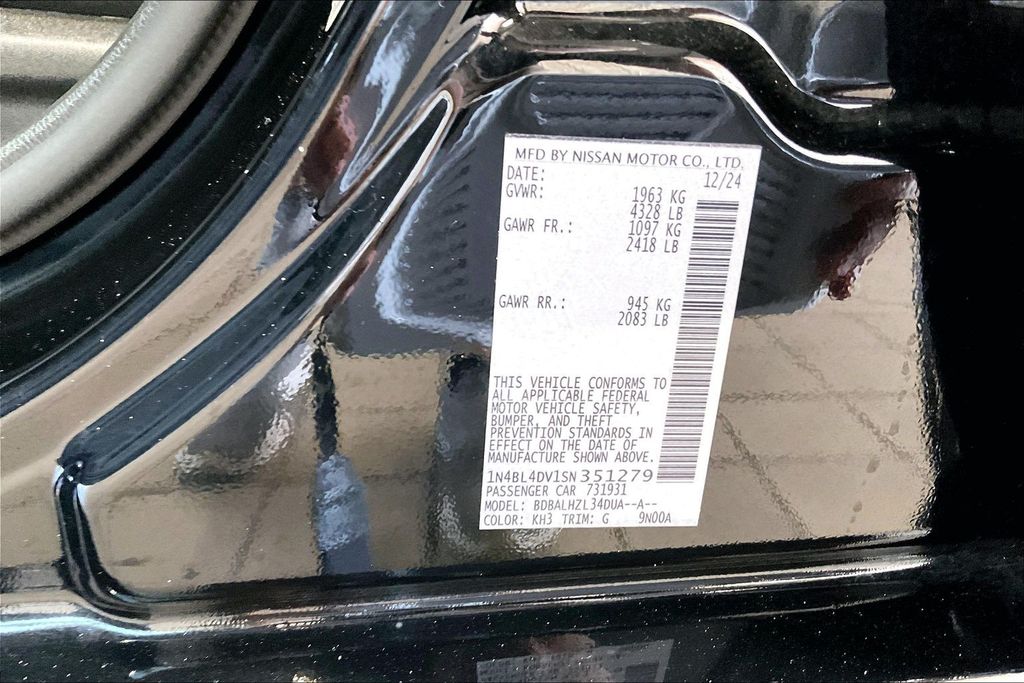 MFD BY NISSAN MOTOR CO., LTD.
DATE: 12/24
GVWR: 1963 KG
4328 LB
GAWR FR.: 1097 KG
2418 LB
GAWR RR.: 945 KG
2083 LB
THIS VEHICLE CONFORMS TO
ALL APPLICABLE FEDERAL
MOTOR VEHICLE SAFETY,
BUMPER, AND THEFT
PREVENTION STANDARDS IN
EFFECT ON THE DATE OF
MANUFACTURE SHOWN ABOVE.
1N4BL4DV1SN351279
PASSENGER CAR 731931
MODEL: BDBALHZL34DUA--A--
COLOR: KH3 TRIM: G 9N00A